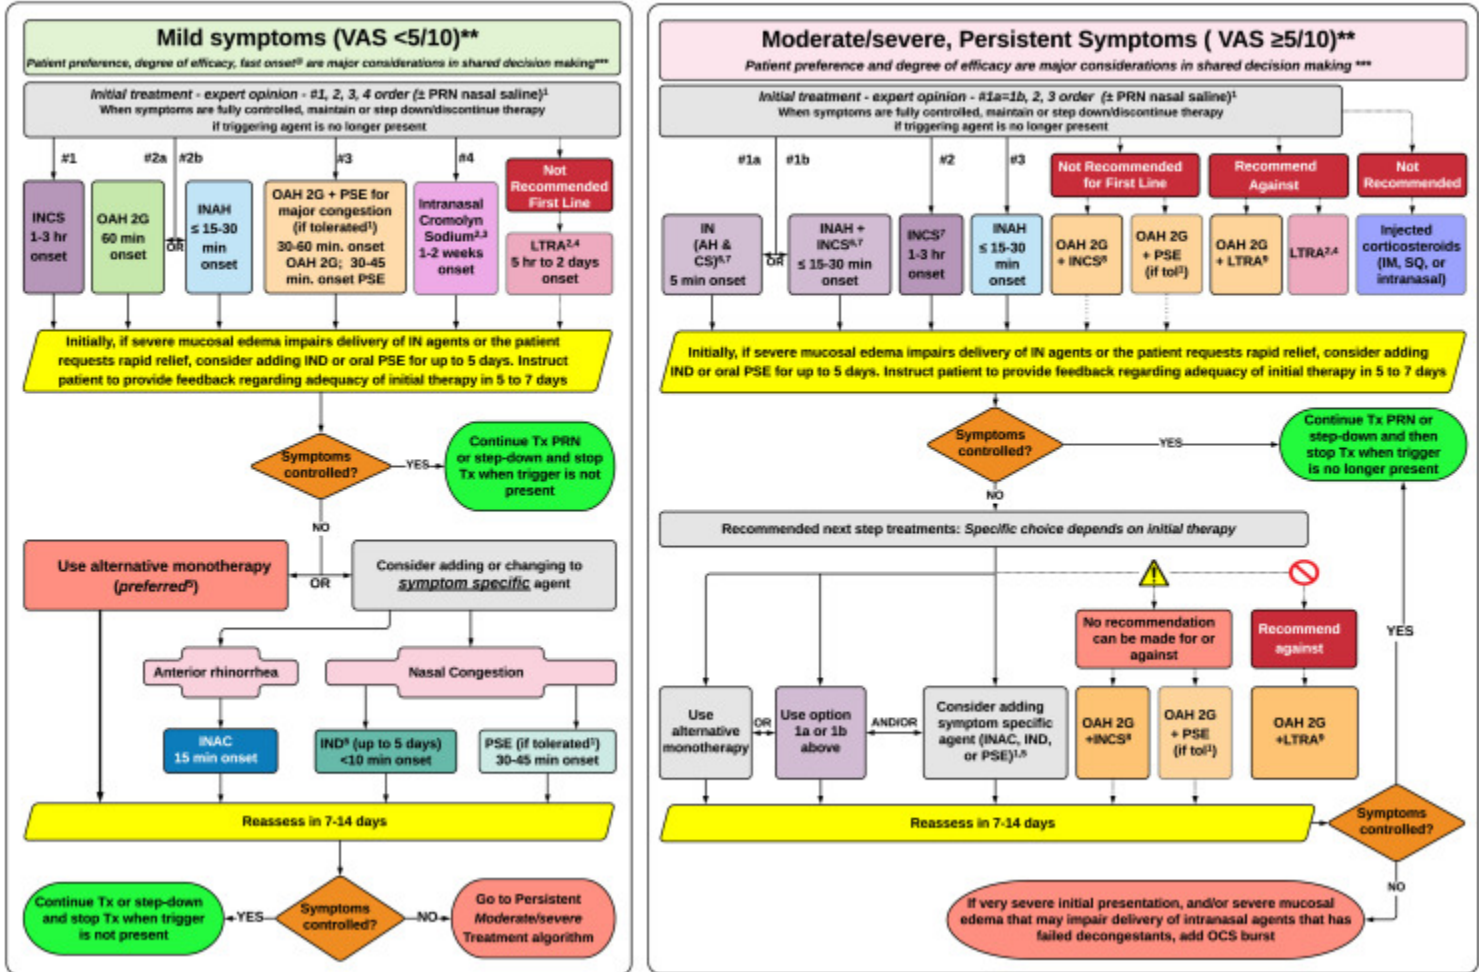 Mild symptoms (VAS <5/10)**
Patient preference, degree of efficacy, fast onset@ are major considerations in shared decision making***
Initial treatment - expert opinion - #1, 2, 3, 4 order (± PRN nasal saline)¹
When symptoms are fully controlled, maintain or step down/discontinue therapy
if triggering agent is no longer present
#1
#2a
#2b
#3
#4
Not
Recommended
First Line
INCS
1-3 hr
onset
OAH 2G
60 min
onset
OR
INAH
≤ 15-30
min
onset
OAH 2G + PSE for
major congestion
(if tolerated¹)
30-60 min. onset
OAH 2G; 30-45
min. onset PSE
Intranasal
Cromolyn
Sodium²,³
1-2 weeks
onset
LTRA²,⁴
5 hr to 2 days
onset
Initially, if severe mucosal edema impairs delivery of IN agents or the patient
requests rapid relief, consider adding IND or oral PSE for up to 5 days. Instruct
patient to provide feedback regarding adequacy of initial therapy in 5 to 7 days
Symptoms
controlled?
YES
Continue Tx PRN
or step-down and stop
Tx when trigger is not
present
NO
Use alternative monotherapy
(preferred⁵)
OR
Consider adding or changing to
symptom specific agent
Anterior rhinorrhea
Nasal Congestion
INAC
15 min onset
IND⁵ (up to 5 days)
<10 min onset
PSE (if tolerated¹)
30-45 min onset
Reassess in 7-14 days
Continue Tx or step-down
and stop Tx when trigger
is not present
YES
Symptoms
controlled?
NO
Go to Persistent
Moderate/severe
Treatment algorithm
Moderate/severe, Persistent Symptoms ( VAS ≥5/10)**
Patient preference and degree of efficacy are major considerations in shared decision making ***
Initial treatment - expert opinion - #1a=1b, 2, 3 order (± PRN nasal saline)¹
When symptoms are fully controlled, maintain or step down/discontinue therapy
if triggering agent is no longer present
#1a
#1b
#2
#3
Not Recommended
for First Line
Recommend
Against
Not
Recommended
IN
(AH &
CS)⁶,⁷
5 min onset
OR
INAH +
INCS⁶,⁷
≤ 15-30 min
onset
INCS⁷
1-3 hr
onset
INAH
≤ 15-30
min
onset
OAH 2G
+ INCS⁸
OAH 2G
+ PSE
(if tol¹)
OAH 2G
+ LTRA⁹
LTRA²,⁴
Injected
corticosteroids
(IM, SQ, or
intranasal)
Initially, if severe mucosal edema impairs delivery of IN agents or the patient requests rapid relief, consider adding
IND or oral PSE for up to 5 days. Instruct patient to provide feedback regarding adequacy of initial therapy in 5 to 7 days
Symptoms
controlled?
YES
Continue Tx PRN or
step-down and then
stop Tx when trigger
is no longer present
NO
Recommended next step treatments: Specific choice depends on initial therapy
No recommendation
can be made for or
against
Recommend
against
YES
Use
alternative
monotherapy
OR
Use option
1a or 1b
above
AND/OR
Consider adding
symptom specific
agent (INAC, IND,
or PSE)¹,⁵
OAH 2G
+INCS⁸
OAH 2G
+ PSE
(if tol¹)
OAH 2G
+LTRA⁹
Reassess in 7-14 days
Symptoms
controlled?
NO
If very severe initial presentation, and/or severe mucosal
edema that may impair delivery of intranasal agents that has
failed decongestants, add OCS burst